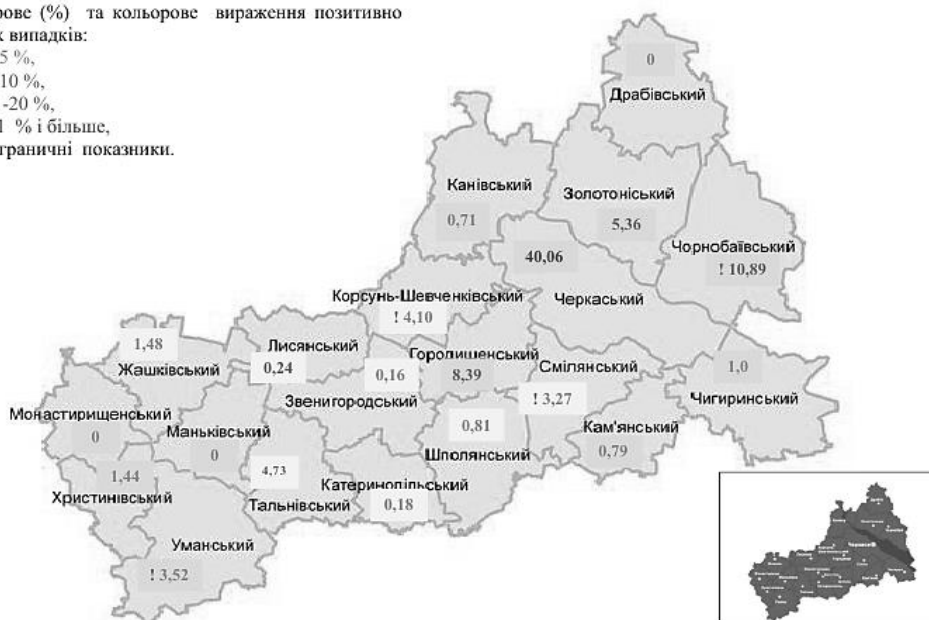 рове (%) та кольорове вираження позитивно
х випадків:
5 %,
10 %,
-20 %,
1 % і більше,
граничні показники.
0
Драбівський
Канівський
0,71
Золотоніський
5,36
Чорнобаївський
! 10,89
40,06
Черкаський
Корсунь-Шевченківський
! 4,10
1,48
Жашківський
Лисянський
0,24
0,16
Звенигородський
Городищенський
8,39
Смілянський
! 3,27
1,0
Чигиринський
Монастирищенський
0
Маньківський
0
0,81
Шполянський
Кам'янський
0,79
1,44
Христинівський
4,73
Тальнівський
Катеринопільський
0,18
Уманський
! 3,52